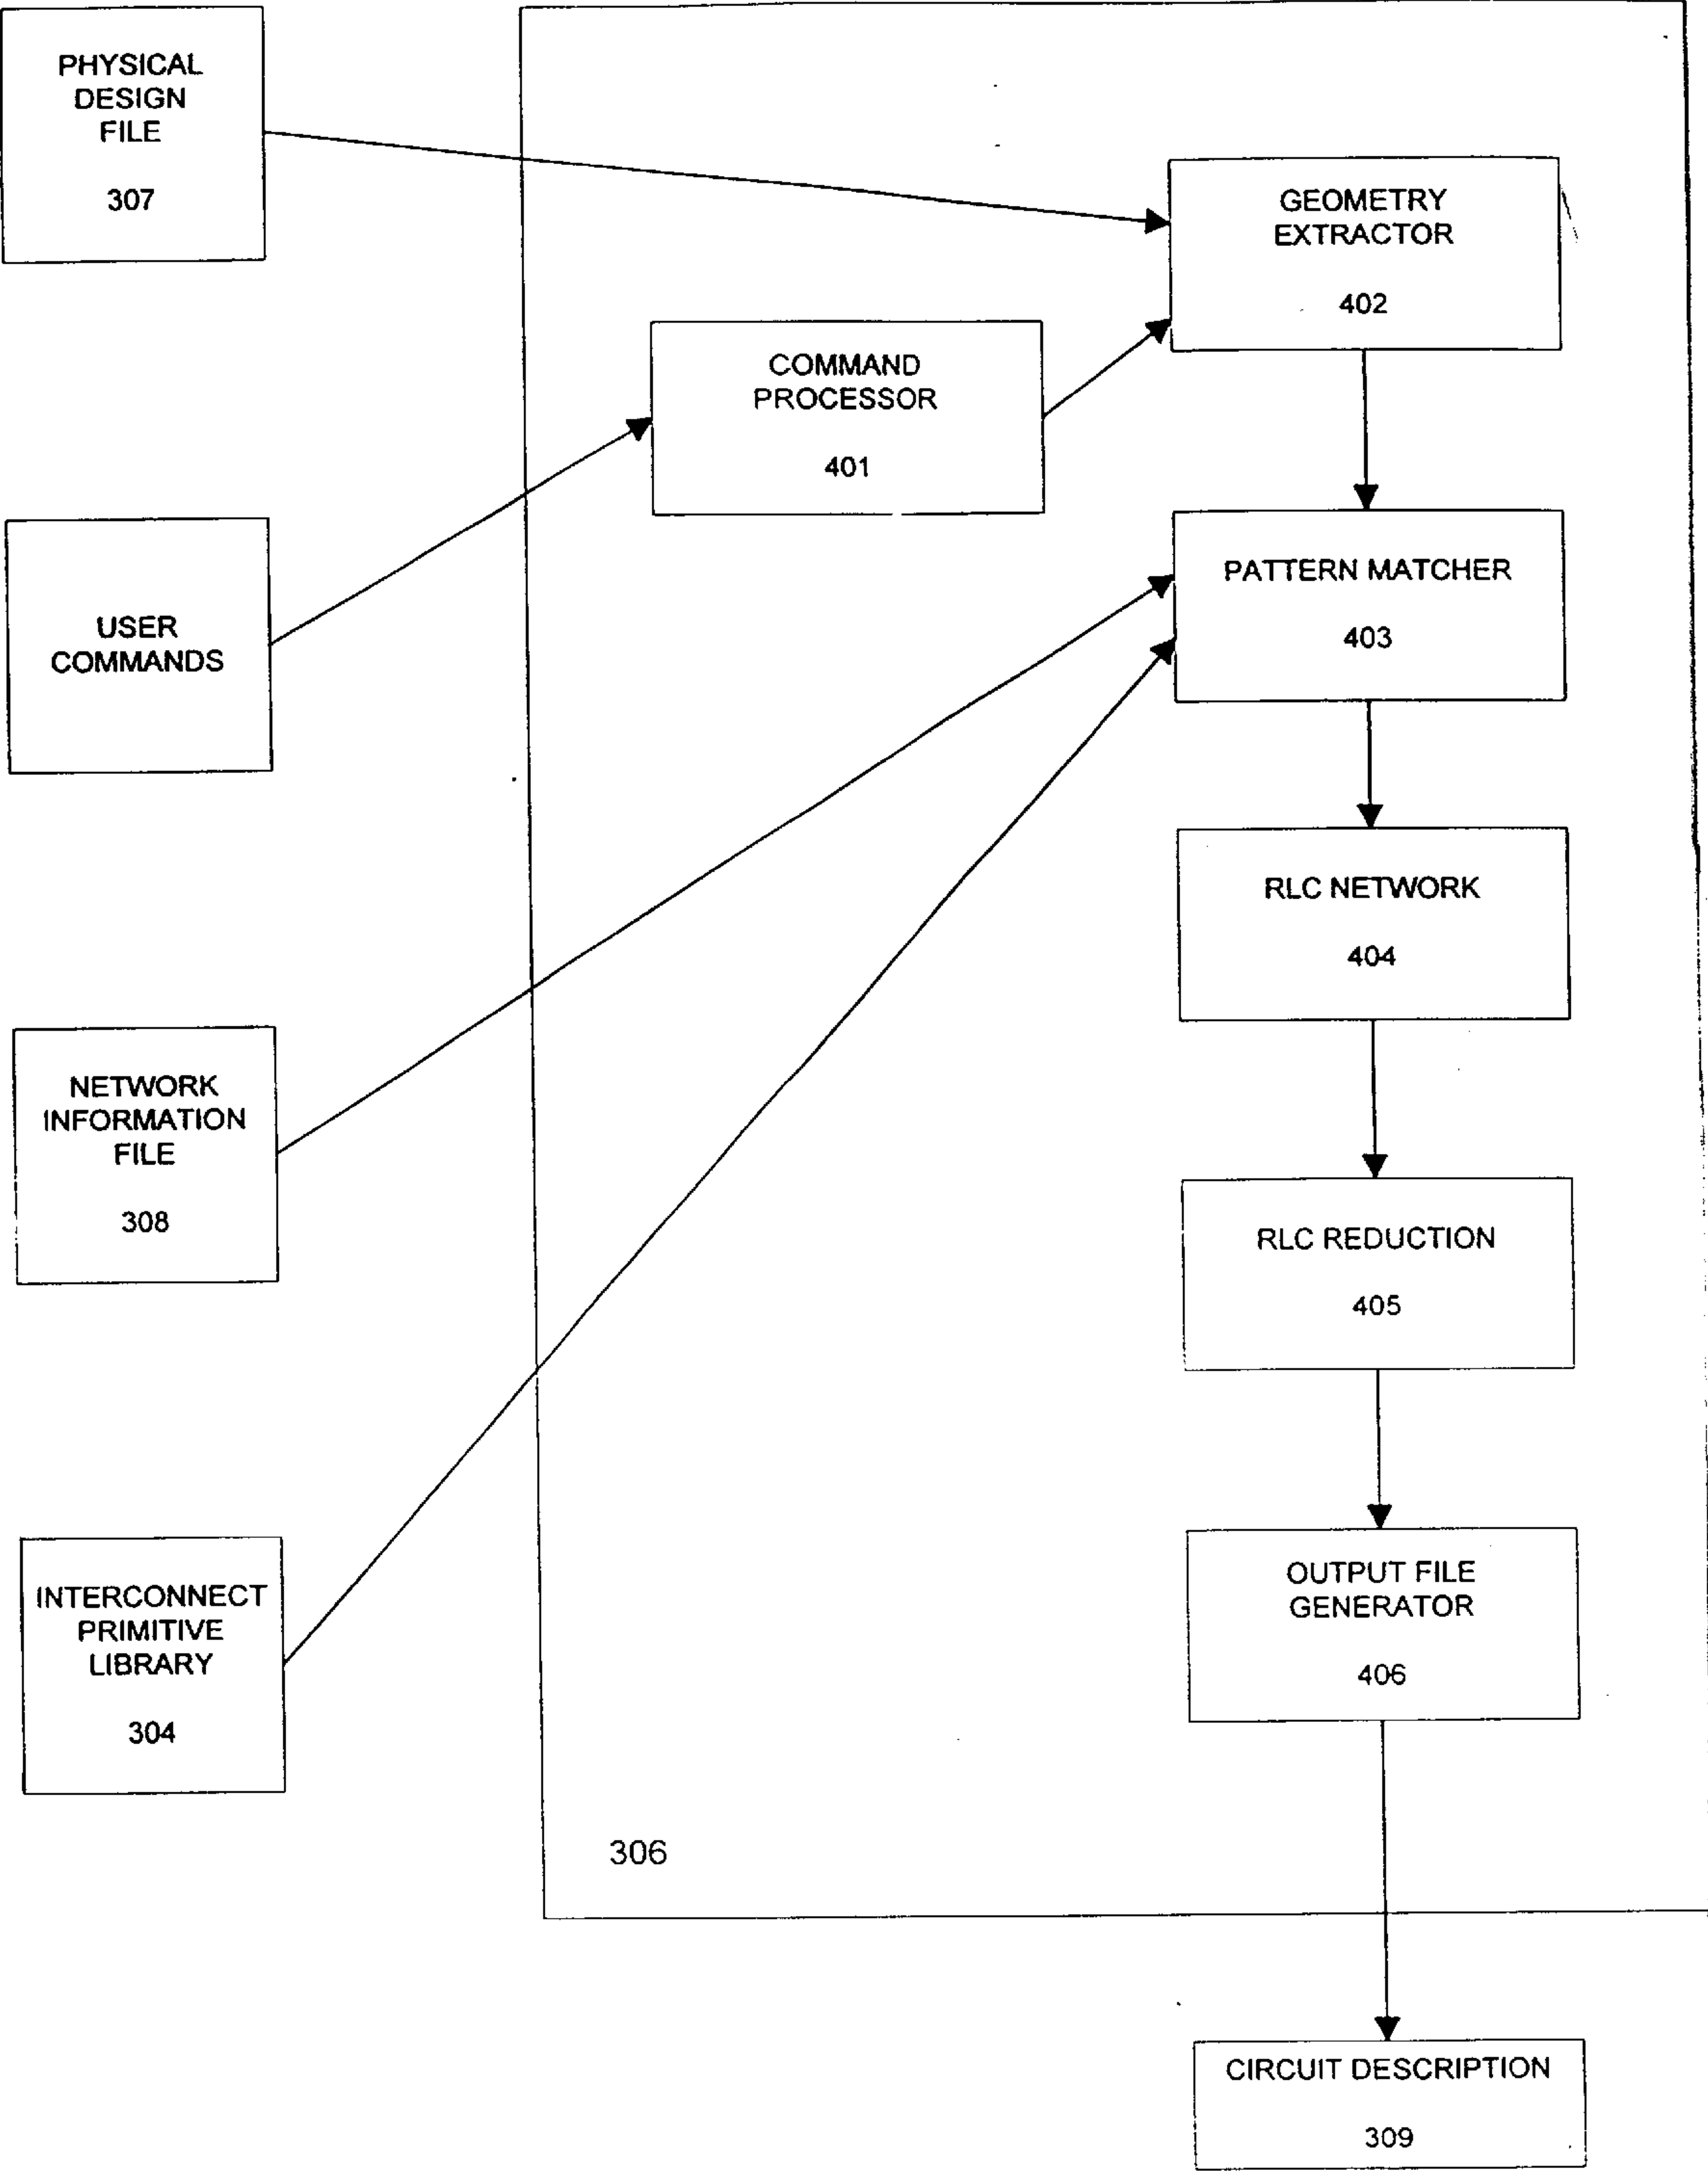 PHYSICAL
DESIGN
FILE
307
GEOMETRY
EXTRACTOR
402
COMMAND
PROCESSOR
401
USER
COMMANDS
PATTERN MATCHER
403
RLC NETWORK
404
NETWORK
INFORMATION
FILE
308
RLC REDUCTION
405
INTERCONNECT
PRIMITIVE
LIBRARY
304
OUTPUT FILE
GENERATOR
406
306
CIRCUIT DESCRIPTION
309